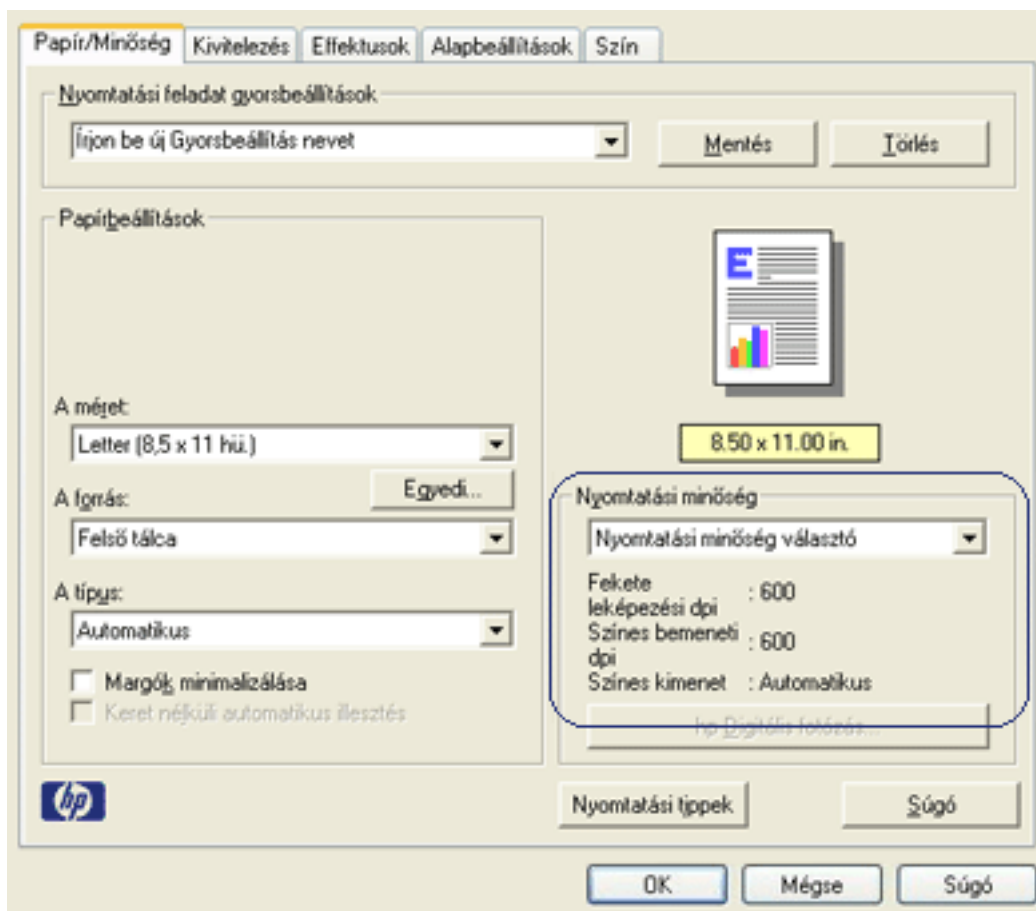 Papír/Minőség Kivitelezés Effektusok Alapbeállítások Szín
Nyomtatási feladat gyorsbeállítások
Írjon be új Gyorsbeállítás nevet
Mentés
Törlés
Papírbeállítások
E
A méret:
Letter (8,5 x 11 hü.)
8.50 x 11.00 in.
Egyedi...
A forrás:
Felső tálca
A típus:
Automatikus
Margók minimalizálása
Keret nélküli automatikus illesztés
Nyomtatási minőség
Nyomtatási minőség választó
Fekete
leképezési dpi : 600
Színes bemeneti
dpi : 600
Színes kimenet : Automatikus
hp Digitális fotózás...
hp
Nyomtatási tippek
Súgó
OK
Mégse
Súgó